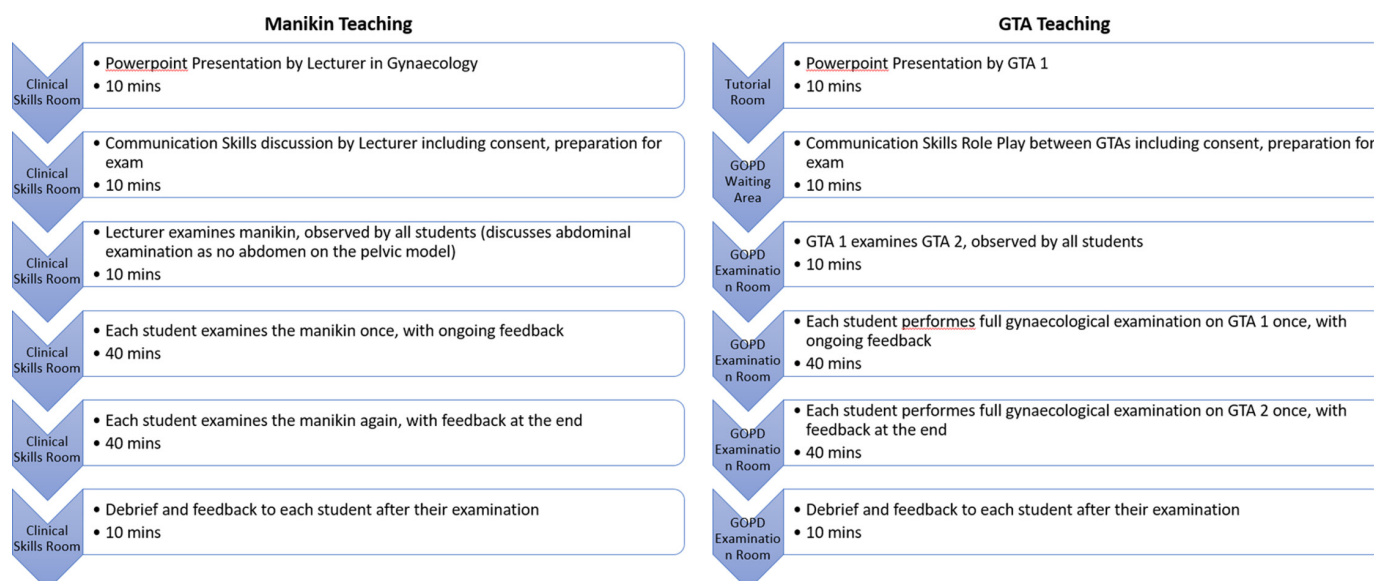 Manikin Teaching
Clinical
Skills Room
• Powerpoint Presentation by Lecturer in Gynaecology
• 10 mins
Clinical
Skills Room
• Communication Skills discussion by Lecturer including consent, preparation for
exam
• 10 mins
Clinical
Skills Room
• Lecturer examines manikin, observed by all students (discusses abdominal
examination as no abdomen on the pelvic model)
• 10 mins
Clinical
Skills Room
• Each student examines the manikin once, with ongoing feedback
• 40 mins
Clinical
Skills Room
• Each student examines the manikin again, with feedback at the end
• 40 mins
Clinical
Skills Room
• Debrief and feedback to each student after their examination
• 10 mins
GTA Teaching
Tutorial
Room
• Powerpoint Presentation by GTA 1
• 10 mins
GOPD
Waiting
Area
• Communication Skills Role Play between GTAs including consent, preparation for
exam
• 10 mins
GOPD
Examinatio
n Room
• GTA 1 examines GTA 2, observed by all students
• 10 mins
GOPD
Examinatio
n Room
• Each student performes full gynaecological examination on GTA 1 once, with
ongoing feedback
• 40 mins
GOPD
Examinatio
n Room
• Each student performes full gynaecological examination on GTA 2 once, with
feedback at the end
• 40 mins
GOPD
Examinatio
n Room
• Debrief and feedback to each student after their examination
• 10 mins